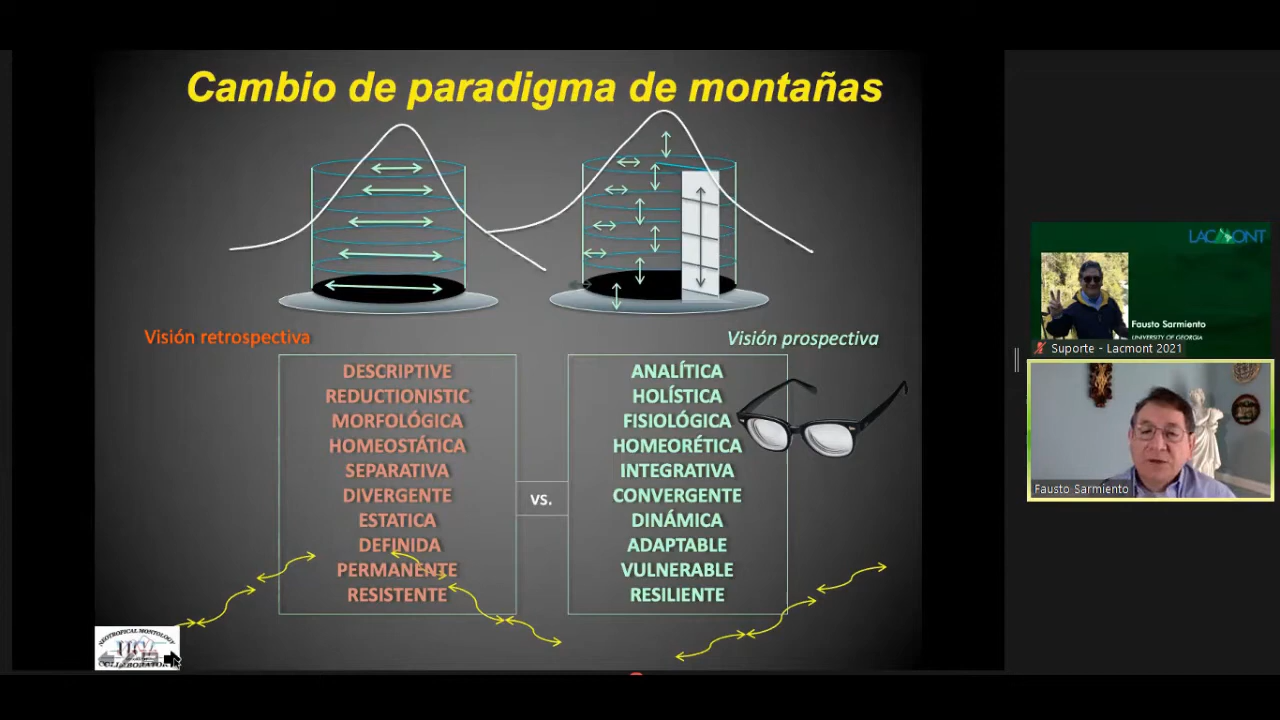 Cambio de paradigma de montañas
Visión retrospectiva
Visión prospectiva
DESCRIPTIVE
REDUCTIONISTIC
MORFOLÓGICA
HOMEOSTÁTICA
SEPARATIVA
DIVERGENTE
ESTATICA
DEFINIDA
PERMANENTE
RESISTENTE
vs.
ANALÍTICA
HOLÍSTICA
FISIOLÓGICA
HOMEORÉTICA
INTEGRATIVA
CONVERGENTE
DINÁMICA
ADAPTABLE
VULNERABLE
RESILIENTE
NEOTROPICAL MONTOLOGY
LACMONT
Fausto Sarmiento
UNIVERSITY OF GEORGIA
Suporte - Lacmont 2021
Fausto Sarmiento